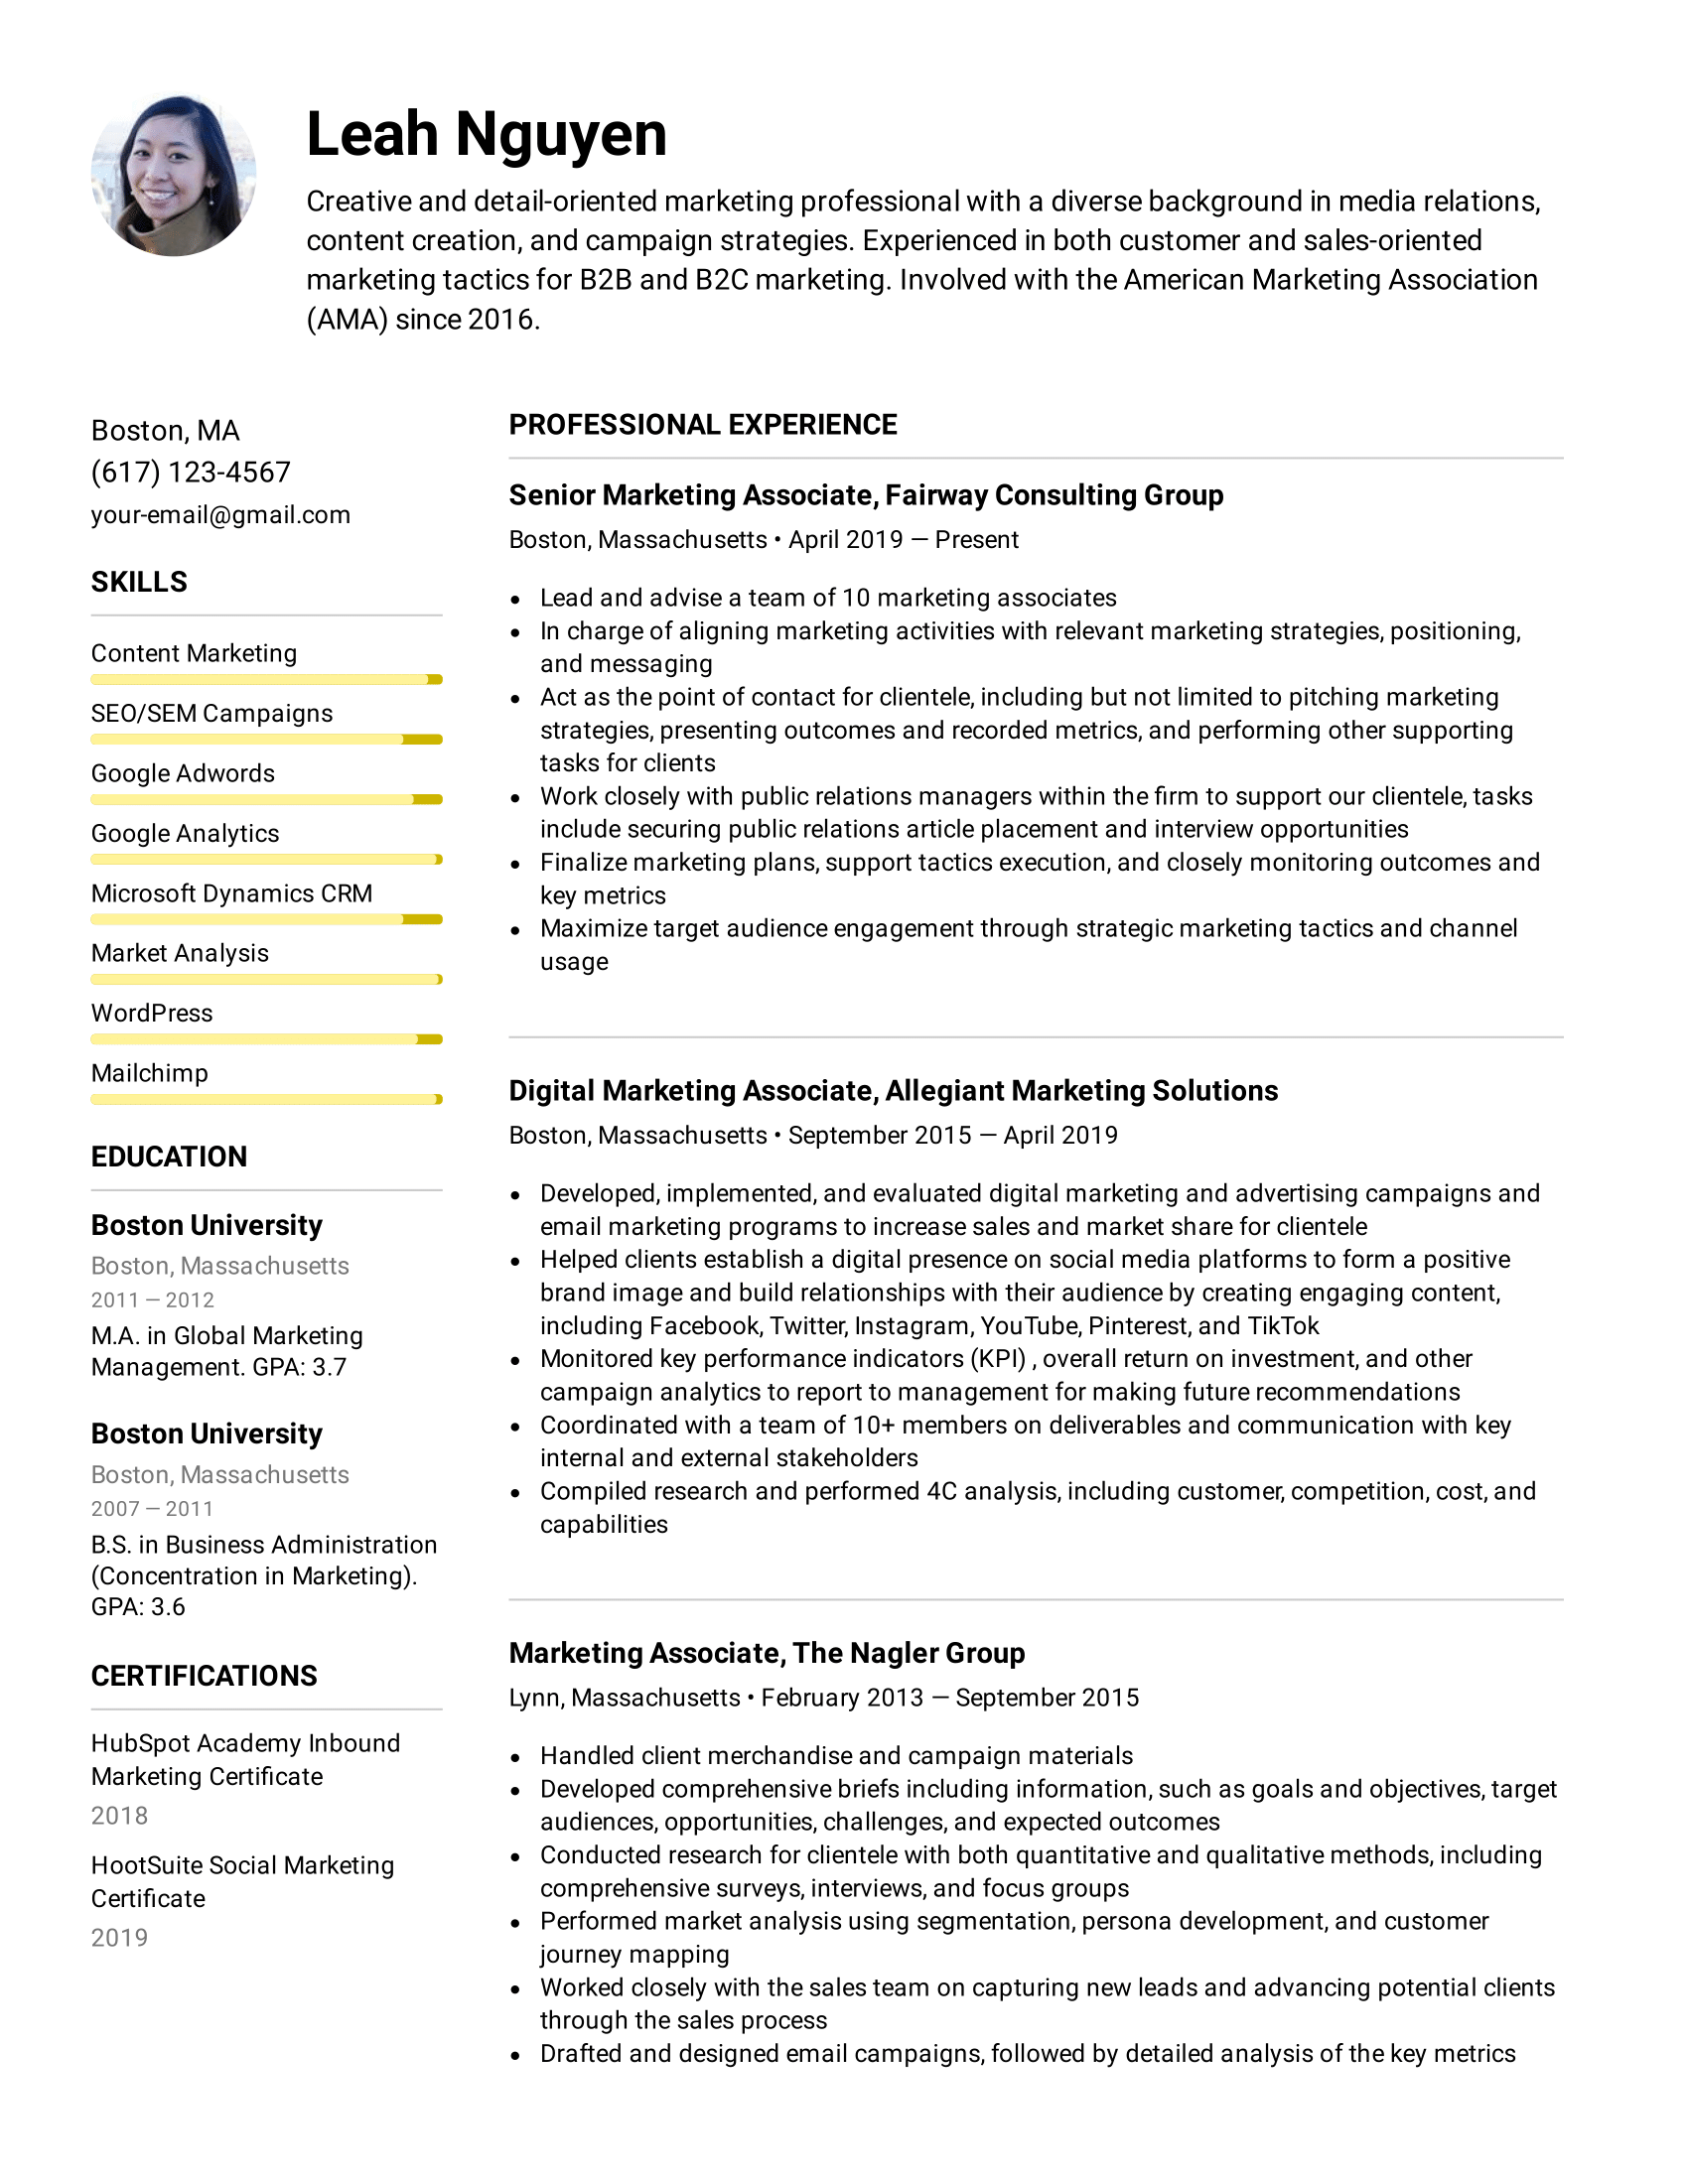 Leah Nguyen
Creative and detail-oriented marketing professional with a diverse background in media relations,
content creation, and campaign strategies. Experienced in both customer and sales-oriented
marketing tactics for B2B and B2C marketing. Involved with the American Marketing Association
(AMA) since 2016.
Boston, MA
(617) 123-4567
your-email@gmail.com
SKILLS
Content Marketing
SEO/SEM Campaigns
Google Adwords
Google Analytics
Microsoft Dynamics CRM
Market Analysis
WordPress
Mailchimp
EDUCATION
Boston University
Boston, Massachusetts
2011 — 2012
M.A. in Global Marketing
Management. GPA: 3.7
Boston University
Boston, Massachusetts
2007 — 2011
B.S. in Business Administration
(Concentration in Marketing).
GPA: 3.6
CERTIFICATIONS
HubSpot Academy Inbound
Marketing Certificate
2018
HootSuite Social Marketing
Certificate
2019
PROFESSIONAL EXPERIENCE
Senior Marketing Associate, Fairway Consulting Group
Boston, Massachusetts • April 2019 — Present
• Lead and advise a team of 10 marketing associates
• In charge of aligning marketing activities with relevant marketing strategies, positioning,
and messaging
• Act as the point of contact for clientele, including but not limited to pitching marketing
strategies, presenting outcomes and recorded metrics, and performing other supporting
tasks for clients
• Work closely with public relations managers within the firm to support our clientele, tasks
include securing public relations article placement and interview opportunities
• Finalize marketing plans, support tactics execution, and closely monitoring outcomes and
key metrics
• Maximize target audience engagement through strategic marketing tactics and channel
usage
Digital Marketing Associate, Allegiant Marketing Solutions
Boston, Massachusetts • September 2015 — April 2019
• Developed, implemented, and evaluated digital marketing and advertising campaigns and
email marketing programs to increase sales and market share for clientele
• Helped clients establish a digital presence on social media platforms to form a positive
brand image and build relationships with their audience by creating engaging content,
including Facebook, Twitter, Instagram, YouTube, Pinterest, and TikTok
• Monitored key performance indicators (KPI) , overall return on investment, and other
campaign analytics to report to management for making future recommendations
• Coordinated with a team of 10+ members on deliverables and communication with key
internal and external stakeholders
• Compiled research and performed 4C analysis, including customer, competition, cost, and
capabilities
Marketing Associate, The Nagler Group
Lynn, Massachusetts • February 2013 — September 2015
• Handled client merchandise and campaign materials
• Developed comprehensive briefs including information, such as goals and objectives, target
audiences, opportunities, challenges, and expected outcomes
• Conducted research for clientele with both quantitative and qualitative methods, including
comprehensive surveys, interviews, and focus groups
• Performed market analysis using segmentation, persona development, and customer
journey mapping
• Worked closely with the sales team on capturing new leads and advancing potential clients
through the sales process
• Drafted and designed email campaigns, followed by detailed analysis of the key metrics